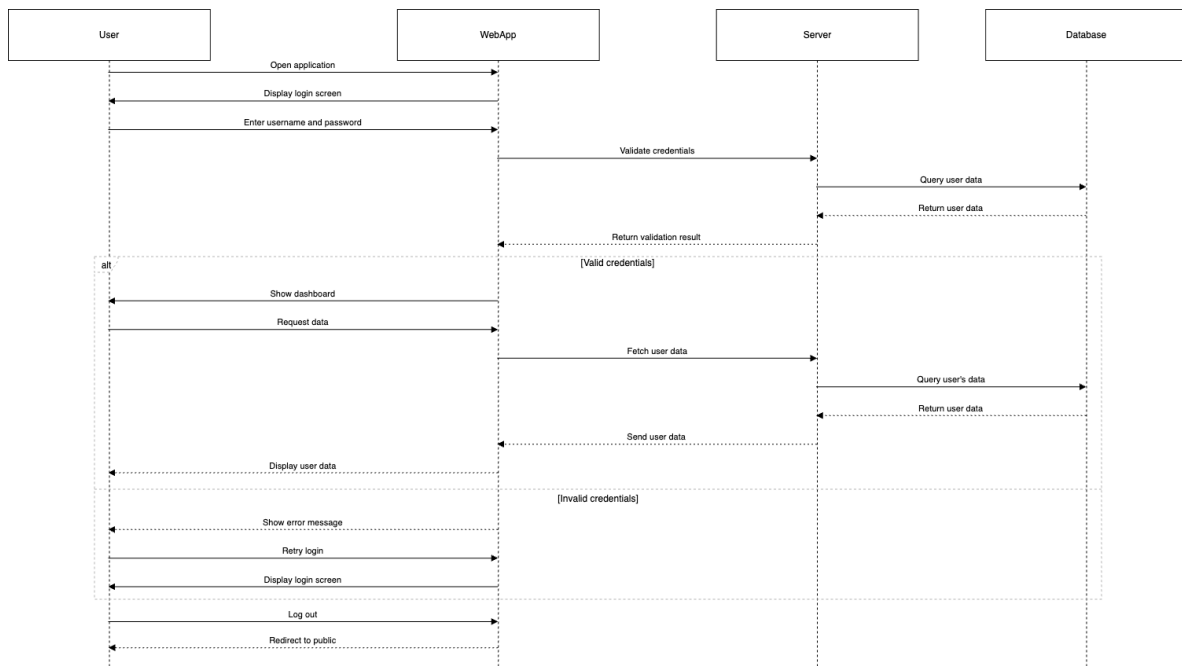 User
WebApp
Server
Database
Open application
Display login screen
Enter username and password
Validate credentials
Query user data
Return user data
Return validation result
alt
[Valid credentials]
Show dashboard
Request data
Fetch user data
Query user's data
Return user data
Send user data
Display user data
[Invalid credentials]
Show error message
Retry login
Display login screen
Log out
Redirect to public